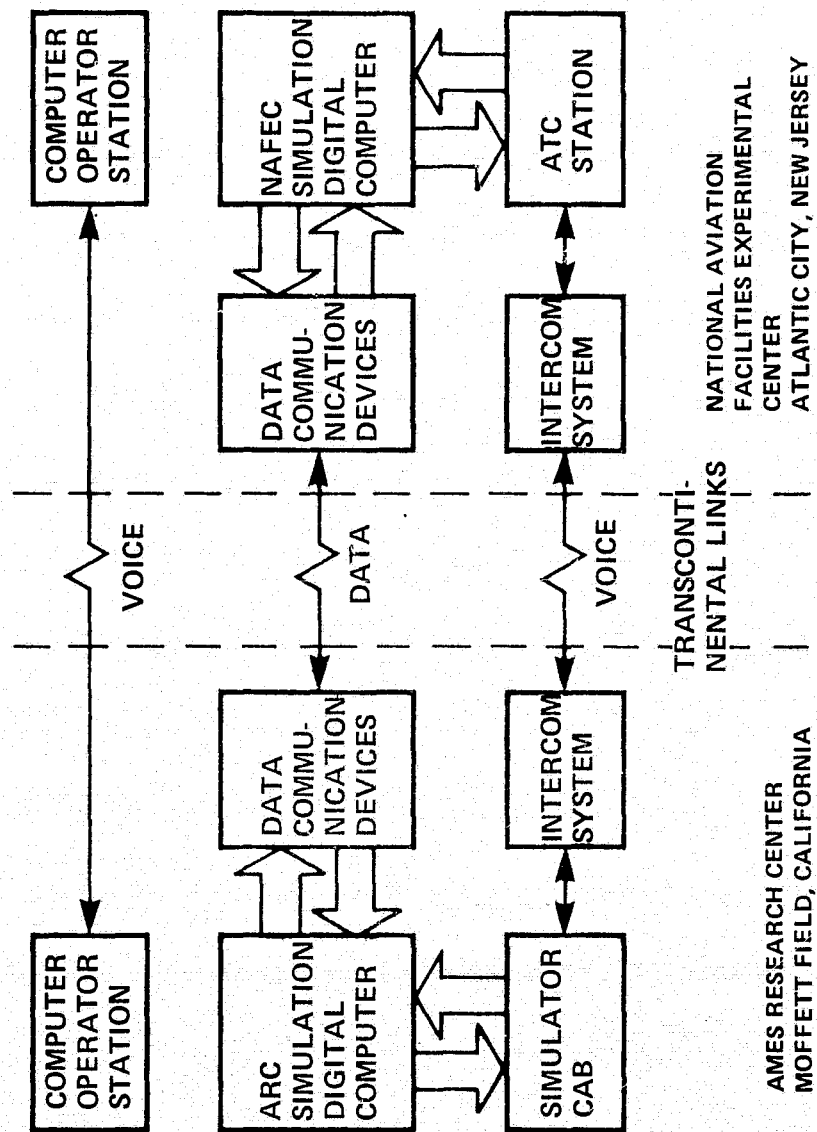 COMPUTER
OPERATOR
STATION
VOICE
COMPUTER
OPERATOR
STATION
ARC
SIMULATION
DIGITAL
COMPUTER
DATA
COMMU-
NICATION
DEVICES
DATA
DATA
COMMU-
NICATION
DEVICES
NAFEC
SIMULATION
DIGITAL
COMPUTER
SIMULATOR
CAB
INTERCOM
SYSTEM
VOICE
INTERCOM
SYSTEM
ATC
STATION
AMES RESEARCH CENTER
MOFFETT FIELD, CALIFORNIA
TRANSCONTI-
NENTAL LINKS
NATIONAL AVIATION
FACILITIES EXPERIMENTAL
CENTER
ATLANTIC CITY, NEW JERSEY